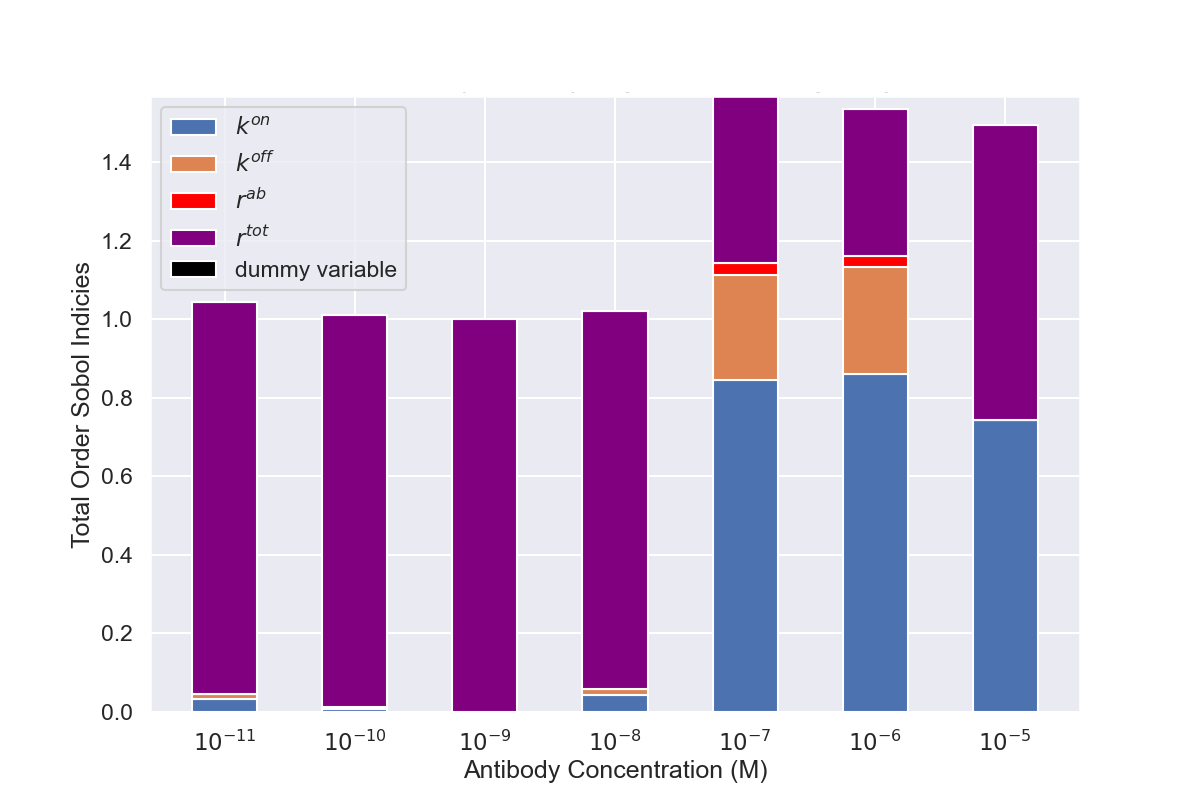 k^{on}
k^{off}
r^{ab}
r^{tot}
dummy variable
1.4
1.2
1.0
0.8
0.6
0.4
0.2
0.0
Total Order Sobol Indicies
10^{-11} 10^{-10} 10^{-9} 10^{-8} 10^{-7} 10^{-6} 10^{-5}
Antibody Concentration (M)